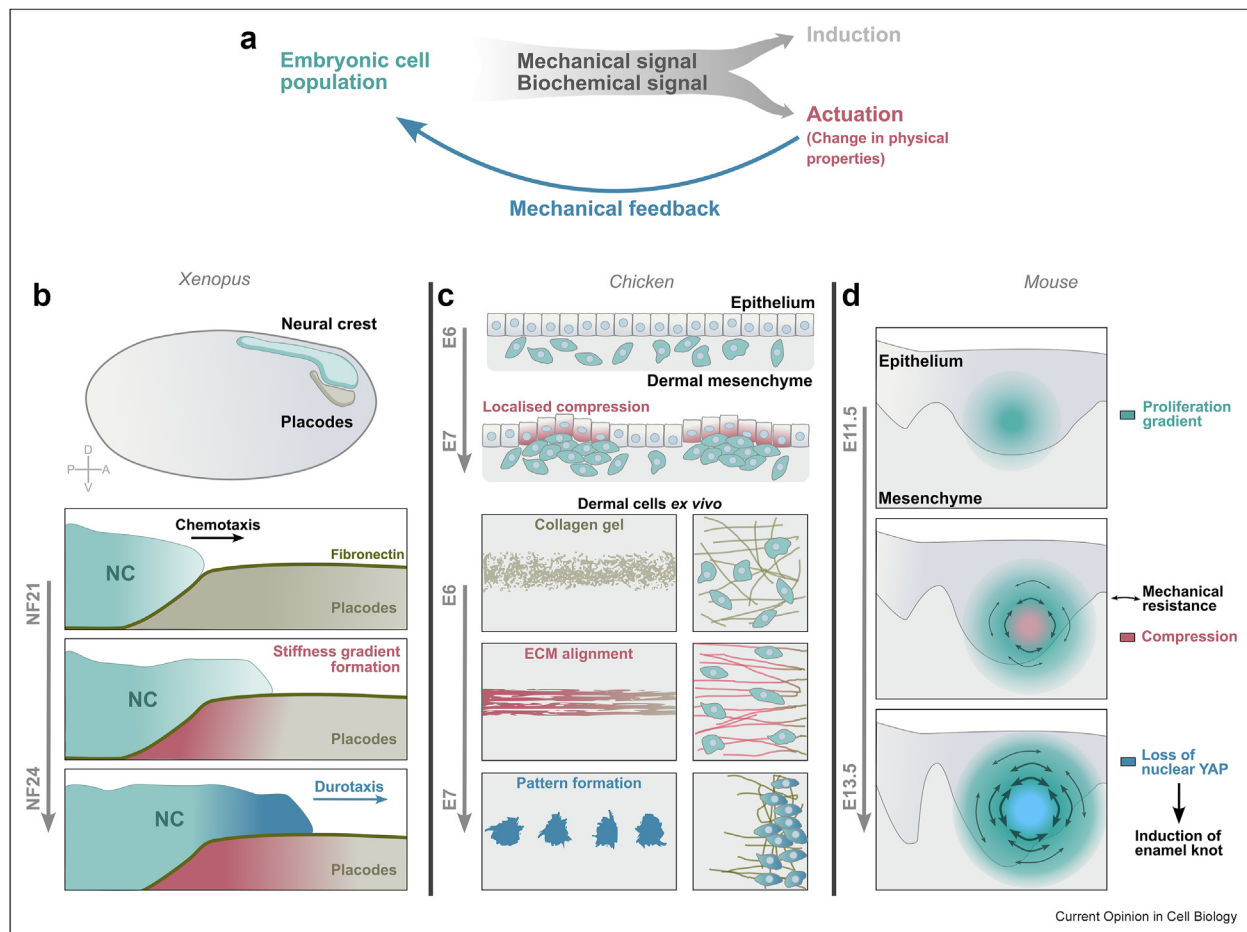 a
Embryonic cell
population
Mechanical signal
Biochemical signal
Induction
Actuation
(Change in physical
properties)
Mechanical feedback
b
Xenopus
Neural crest
Placodes
D
P
A
V
NF21
NF24
Chemotaxis
NC
Fibronectin
Placodes
Stiffness gradient
formation
NC
Placodes
Durotaxis
NC
Placodes
c
Chicken
Epithelium
E6
Dermal mesenchyme
Localised compression
E7
Dermal cells ex vivo
Collagen gel
E6
ECM alignment
E7
Pattern formation
d
Mouse
E11.5
E13.5
Epithelium
Mesenchyme
Proliferation
gradient
Mechanical
resistance
Compression
Loss of
nuclear YAP
Induction of
enamel knot
Current Opinion in Cell Biology